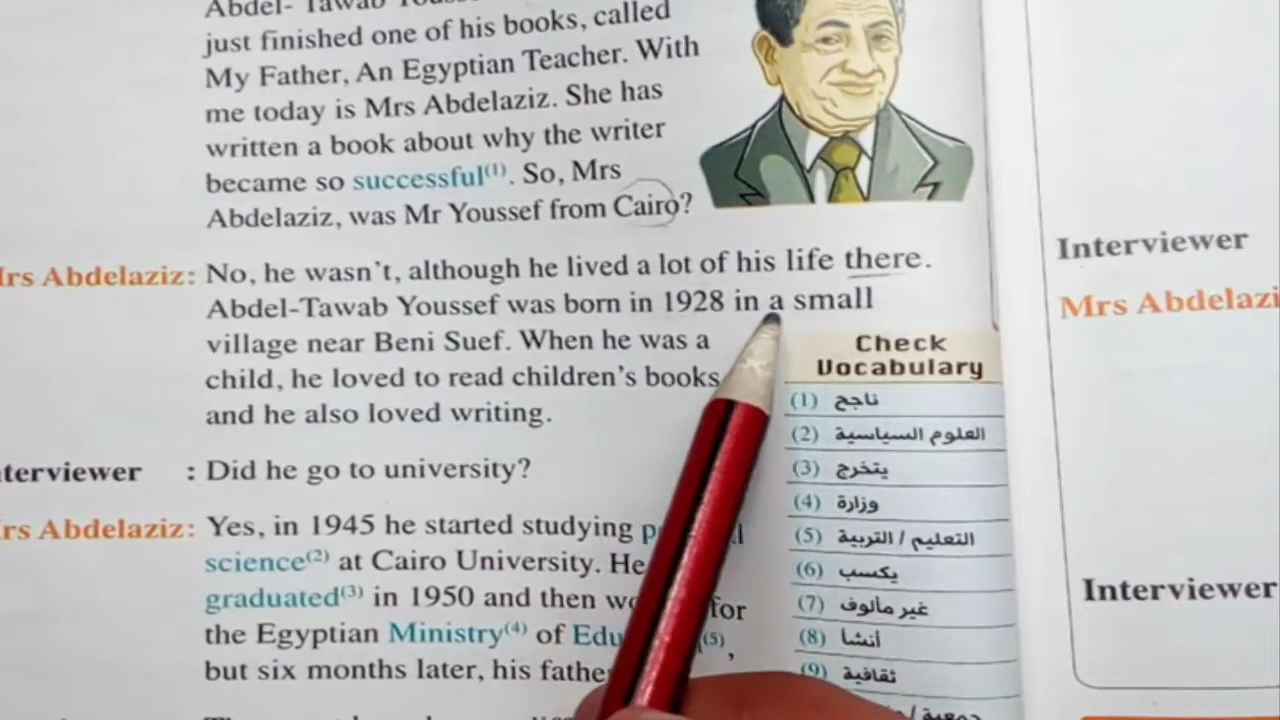 Abdel-Tawab
just finished one of his books, called
My Father, An Egyptian Teacher. With
me today is Mrs Abdelaziz. She has
written a book about why the writer
became so successful(1). So, Mrs
Abdelaziz, was Mr Youssef from Cairo?
Mrs Abdelaziz: No, he wasn't, although he lived a lot of his life there.
Abdel-Tawab Youssef was born in 1928 in a small
village near Beni Suef. When he was a
child, he loved to read children's books
and he also loved writing.
Interviewer : Did he go to university?
Mrs Abdelaziz: Yes, in 1945 he started studying
science(2) at Cairo University. He
graduated(3) in 1950 and then for
the Egyptian Ministry(4) of (5),
but six months later, his
Check
Vocabulary
(1) ناجح
(2) العلوم السياسية
(3) يتخرج
(4) وزارة
(5) التعليم / التربية
(6) يكسب
(7) غير مألوف
(8) أنشأ
(9) ثقافية
Interviewer
Mrs Abdelazi
Interviewer